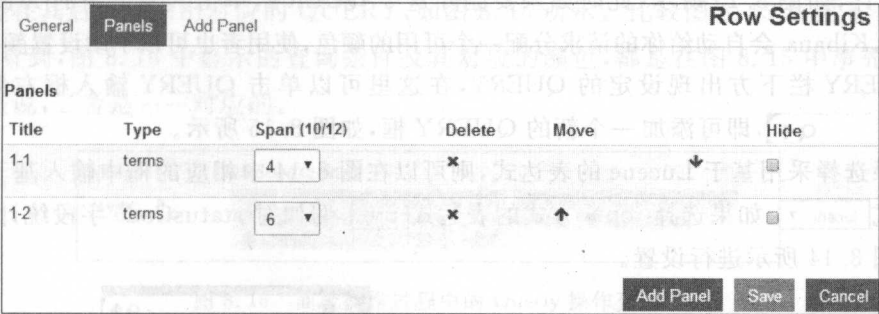 General Panels Add Panel Row Settings
Panels
Title Type Span (10/12) Delete Move Hide
1-1 terms 4
1-2 terms 6
Add Panel Save Cancel